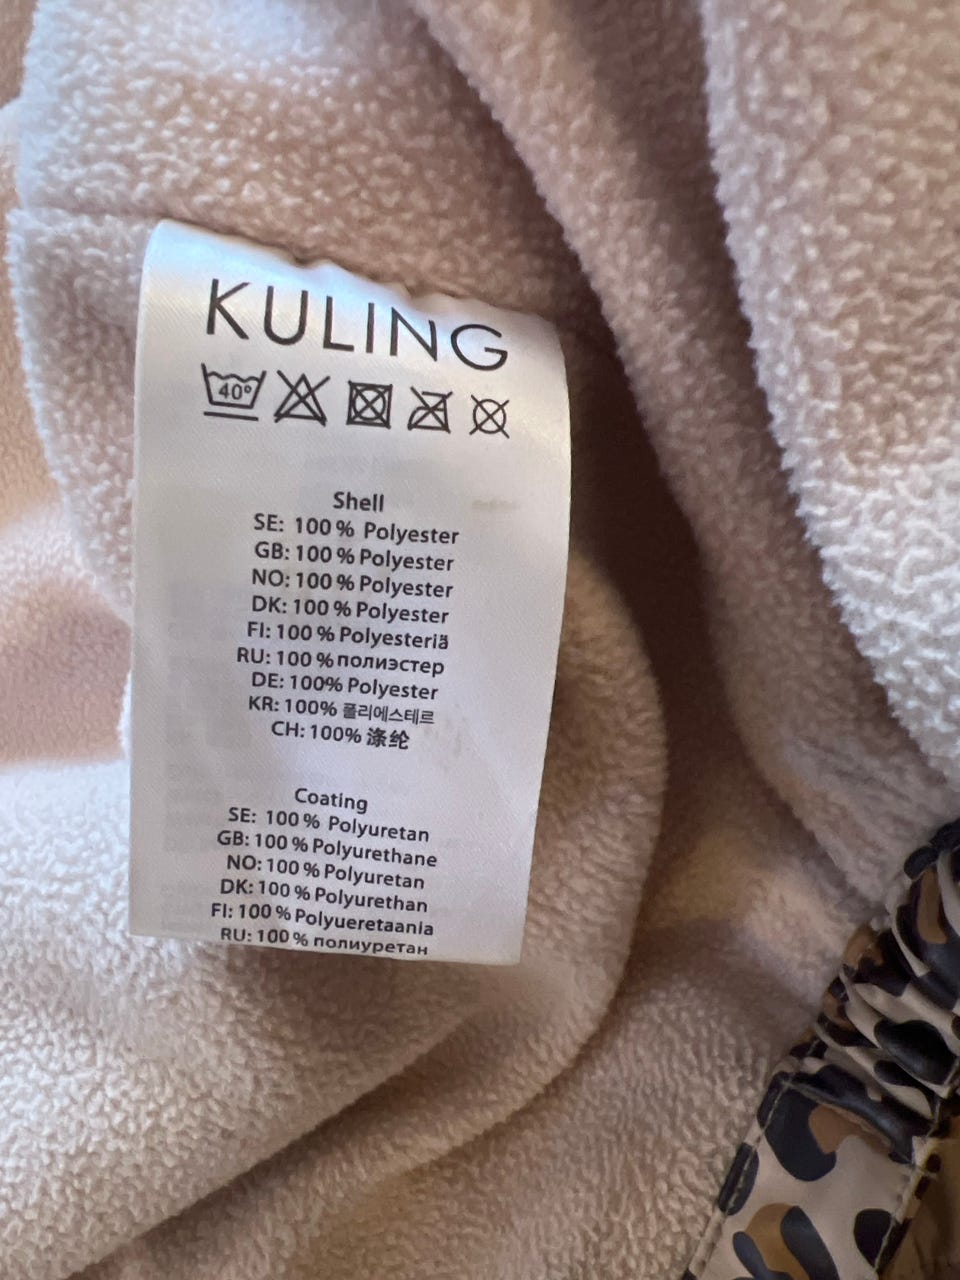 KULING
40°
Shell
SE: 100 % Polyester
GB: 100 % Polyester
NO: 100 % Polyester
DK: 100 % Polyester
FI: 100 % Polyesteriä
RU: 100 % полиэстер
DE: 100% Polyester
KR: 100% 폴리에스테르
CH: 100% 涤纶
Coating
SE: 100 % Polyuretan
GB: 100 % Polyurethane
NO: 100 % Polyuretan
DK: 100 % Polyurethan
FI: 100 % Polyueretaania
RU: 100 % полиуретан